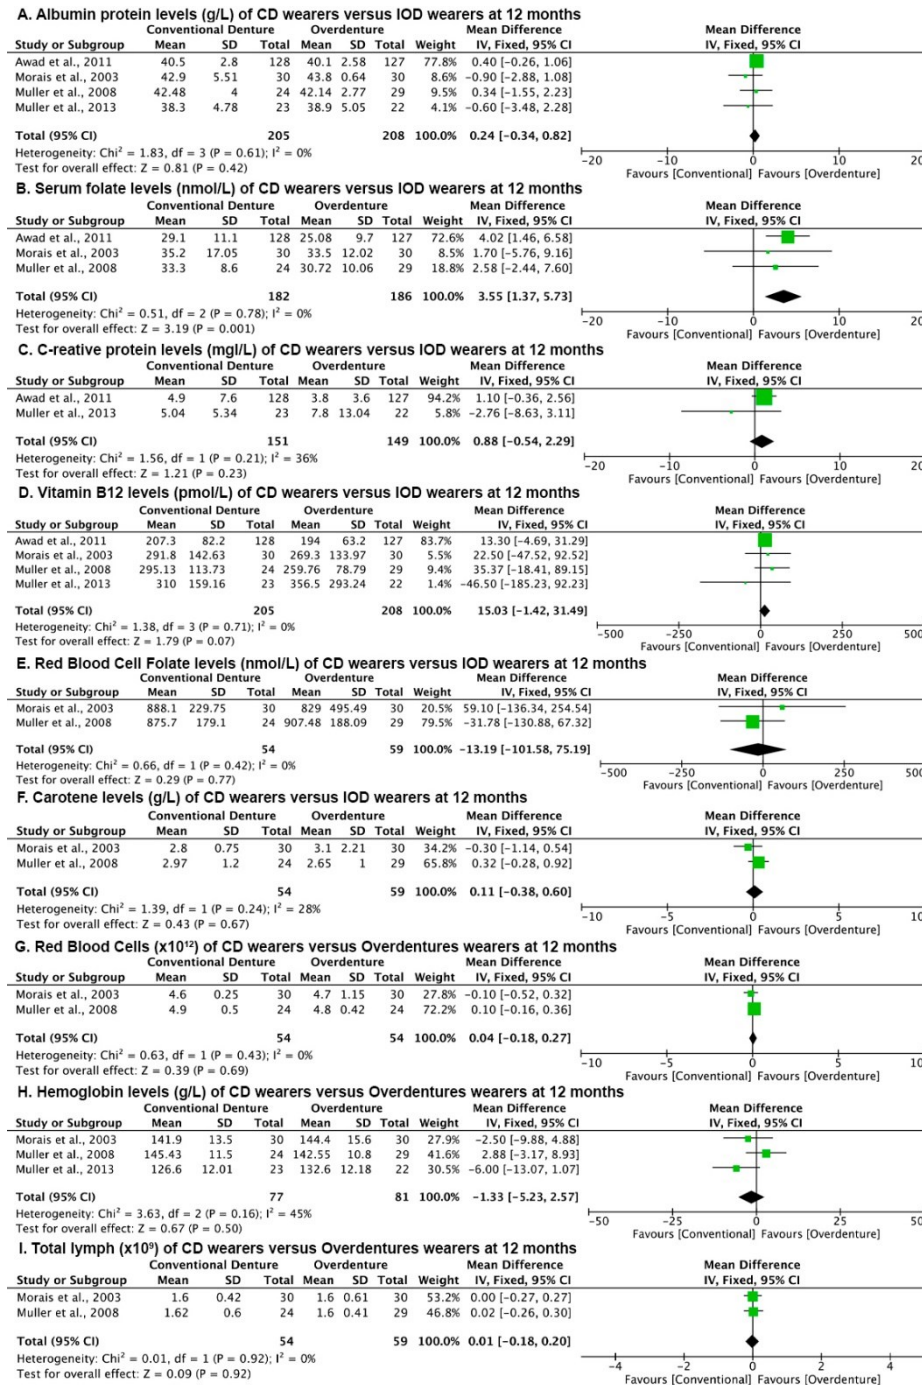 A. Albumin protein levels (g/L) of CD wearers versus IOD wearers at 12 months
Conventional Denture Overdenture Mean Difference Mean Difference
Study or Subgroup Mean SD Total Mean SD Total Weight IV, Fixed, 95% CI IV, Fixed, 95% CI
Awad et al., 2011 40.5 2.8 128 40.1 2.58 127 77.8% 0.40 [-0.26, 1.06]
Morais et al., 2003 42.9 5.51 30 43.8 0.64 30 8.6% -0.90 [-2.88, 1.08]
Muller et al., 2008 42.48 4 24 42.14 2.77 29 9.5% 0.34 [-1.55, 2.23]
Muller et al., 2013 38.3 4.78 23 38.9 5.05 22 4.1% -0.60 [-3.48, 2.28]
Total (95% CI) 205 208 100.0% 0.24 [-0.34, 0.82]
Heterogeneity: Chi² = 1.83, df = 3 (P = 0.61); I² = 0%
Test for overall effect: Z = 0.81 (P = 0.42)
-20 -10 0 10 20
Favours [Conventional] Favours [Overdenture]
B. Serum folate levels (nmol/L) of CD wearers versus IOD wearers at 12 months
Conventional Denture Overdenture Mean Difference Mean Difference
Study or Subgroup Mean SD Total Mean SD Total Weight IV, Fixed, 95% CI IV, Fixed, 95% CI
Awad et al., 2011 29.1 11.1 128 25.08 9.7 127 72.6% 4.02 [1.46, 6.58]
Morais et al., 2003 35.2 17.05 30 33.5 12.02 30 8.5% 1.70 [-5.76, 9.16]
Muller et al., 2008 33.3 8.6 24 30.72 10.06 29 18.8% 2.58 [-2.44, 7.60]
Total (95% CI) 182 186 100.0% 3.55 [1.37, 5.73]
Heterogeneity: Chi² = 0.51, df = 2 (P = 0.78); I² = 0%
Test for overall effect: Z = 3.19 (P = 0.001)
-20 -10 0 10 20
Favours [Conventional] Favours [Overdenture]
C. C-reative protein levels (mgl/L) of CD wearers versus IOD wearers at 12 months
Conventional Denture Overdenture Mean Difference Mean Difference
Study or Subgroup Mean SD Total Mean SD Total Weight IV, Fixed, 95% CI IV, Fixed, 95% CI
Awad et al., 2011 4.9 7.6 128 3.8 3.6 127 94.2% 1.10 [-0.36, 2.56]
Muller et al., 2013 5.04 5.34 23 7.8 13.04 22 5.8% -2.76 [-8.63, 3.11]
Total (95% CI) 151 149 100.0% 0.88 [-0.54, 2.29]
Heterogeneity: Chi² = 1.56, df = 1 (P = 0.21); I² = 36%
Test for overall effect: Z = 1.21 (P = 0.23)
-20 -10 0 10 20
Favours [Conventional] Favours [Overdenture]
D. Vitamin B12 levels (pmol/L) of CD wearers versus IOD wearers at 12 months
Conventional Denture Overdenture Mean Difference Mean Difference
Study or Subgroup Mean SD Total Mean SD Total Weight IV, Fixed, 95% CI IV, Fixed, 95% CI
Awad et al., 2011 207.3 82.2 128 194 63.2 127 83.7% 13.30 [-4.69, 31.29]
Morais et al., 2003 291.8 142.63 30 269.3 133.97 30 5.5% 22.50 [-47.52, 92.52]
Muller et al., 2008 295.13 113.73 24 259.76 78.79 29 9.4% 35.37 [-18.41, 89.15]
Muller et al., 2013 310 159.16 23 356.5 293.24 22 1.4% -46.50 [-185.23, 92.23]
Total (95% CI) 205 208 100.0% 15.03 [-1.42, 31.49]
Heterogeneity: Chi² = 1.38, df = 3 (P = 0.71); I² = 0%
Test for overall effect: Z = 1.79 (P = 0.07)
-500 -250 0 250 500
Favours [Conventional] Favours [Overdenture]
E. Red Blood Cell Folate levels (nmol/L) of CD wearers versus IOD wearers at 12 months
Conventional Denture Overdenture Mean Difference Mean Difference
Study or Subgroup Mean SD Total Mean SD Total Weight IV, Fixed, 95% CI IV, Fixed, 95% CI
Morais et al., 2003 888.1 229.75 30 829 495.49 30 20.5% 59.10 [-136.34, 254.54]
Muller et al., 2008 875.7 179.1 24 907.48 188.09 29 79.5% -31.78 [-130.88, 67.32]
Total (95% CI) 54 59 100.0% -13.19 [-101.58, 75.19]
Heterogeneity: Chi² = 0.66, df = 1 (P = 0.42); I² = 0%
Test for overall effect: Z = 0.29 (P = 0.77)
-500 -250 0 250 500
Favours [Conventional] Favours [Overdenture]
F. Carotene levels (g/L) of CD wearers versus IOD wearers at 12 months
Conventional Denture Overdenture Mean Difference Mean Difference
Study or Subgroup Mean SD Total Mean SD Total Weight IV, Fixed, 95% CI IV, Fixed, 95% CI
Morais et al., 2003 2.8 0.75 30 3.1 2.21 30 34.2% -0.30 [-1.14, 0.54]
Muller et al., 2008 2.97 1.2 24 2.65 1 29 65.8% 0.32 [-0.28, 0.92]
Total (95% CI) 54 59 100.0% 0.11 [-0.38, 0.60]
Heterogeneity: Chi² = 1.39, df = 1 (P = 0.24); I² = 28%
Test for overall effect: Z = 0.43 (P = 0.67)
-10 -5 0 5 10
Favours [Conventional] Favours [Overdenture]
G. Red Blood Cells (x10¹²) of CD wearers versus Overdentures wearers at 12 months
Conventional Denture Overdenture Mean Difference Mean Difference
Study or Subgroup Mean SD Total Mean SD Total Weight IV, Fixed, 95% CI IV, Fixed, 95% CI
Morais et al., 2003 4.6 0.25 30 4.7 1.15 30 27.8% -0.10 [-0.52, 0.32]
Muller et al., 2008 4.9 0.5 24 4.8 0.42 24 72.2% 0.10 [-0.16, 0.36]
Total (95% CI) 54 54 100.0% 0.04 [-0.18, 0.27]
Heterogeneity: Chi² = 0.63, df = 1 (P = 0.43); I² = 0%
Test for overall effect: Z = 0.39 (P = 0.69)
-10 -5 0 5 10
Favours [Conventional] Favours [Overdenture]
H. Hemoglobin levels (g/L) of CD wearers versus Overdentures wearers at 12 months
Conventional Denture Overdenture Mean Difference Mean Difference
Study or Subgroup Mean SD Total Mean SD Total Weight IV, Fixed, 95% CI IV, Fixed, 95% CI
Morais et al., 2003 141.9 13.5 30 144.4 15.6 30 27.9% -2.50 [-9.88, 4.88]
Muller et al., 2008 145.43 11.5 24 142.55 10.8 29 41.6% 2.88 [-3.17, 8.93]
Muller et al., 2013 126.6 12.01 23 132.6 12.18 22 30.5% -6.00 [-13.07, 1.07]
Total (95% CI) 77 81 100.0% -1.33 [-5.23, 2.57]
Heterogeneity: Chi² = 3.63, df = 2 (P = 0.16); I² = 45%
Test for overall effect: Z = 0.67 (P = 0.50)
-50 -25 0 25 50
Favours [Conventional] Favours [Overdenture]
I. Total lymph (x10⁹) of CD wearers versus Overdentures wearers at 12 months
Conventional Denture Overdenture Mean Difference Mean Difference
Study or Subgroup Mean SD Total Mean SD Total Weight IV, Fixed, 95% CI IV, Fixed, 95% CI
Morais et al., 2003 1.6 0.42 30 1.6 0.61 30 53.2% 0.00 [-0.27, 0.27]
Muller et al., 2008 1.62 0.6 24 1.6 0.41 29 46.8% 0.02 [-0.26, 0.30]
Total (95% CI) 54 59 100.0% 0.01 [-0.18, 0.20]
Heterogeneity: Chi² = 0.01, df = 1 (P = 0.92); I² = 0%
Test for overall effect: Z = 0.09 (P = 0.92)
-4 -2 0 2 4
Favours [Conventional] Favours [Overdenture]